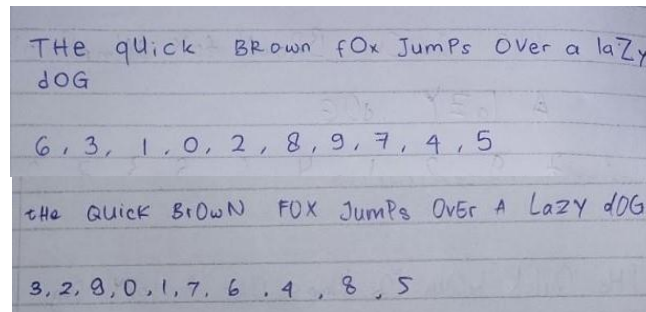 THe qUick BROwn fOx JumPs Over a laZy
dOG
6, 3, 1, 0, 2, 8, 9, 7, 4, 5
tHe QUicK BrOwN FOX JumPs OvEr A LaZY dOG
3, 2, 9, 0, 1, 7, 6, 4, 8, 5